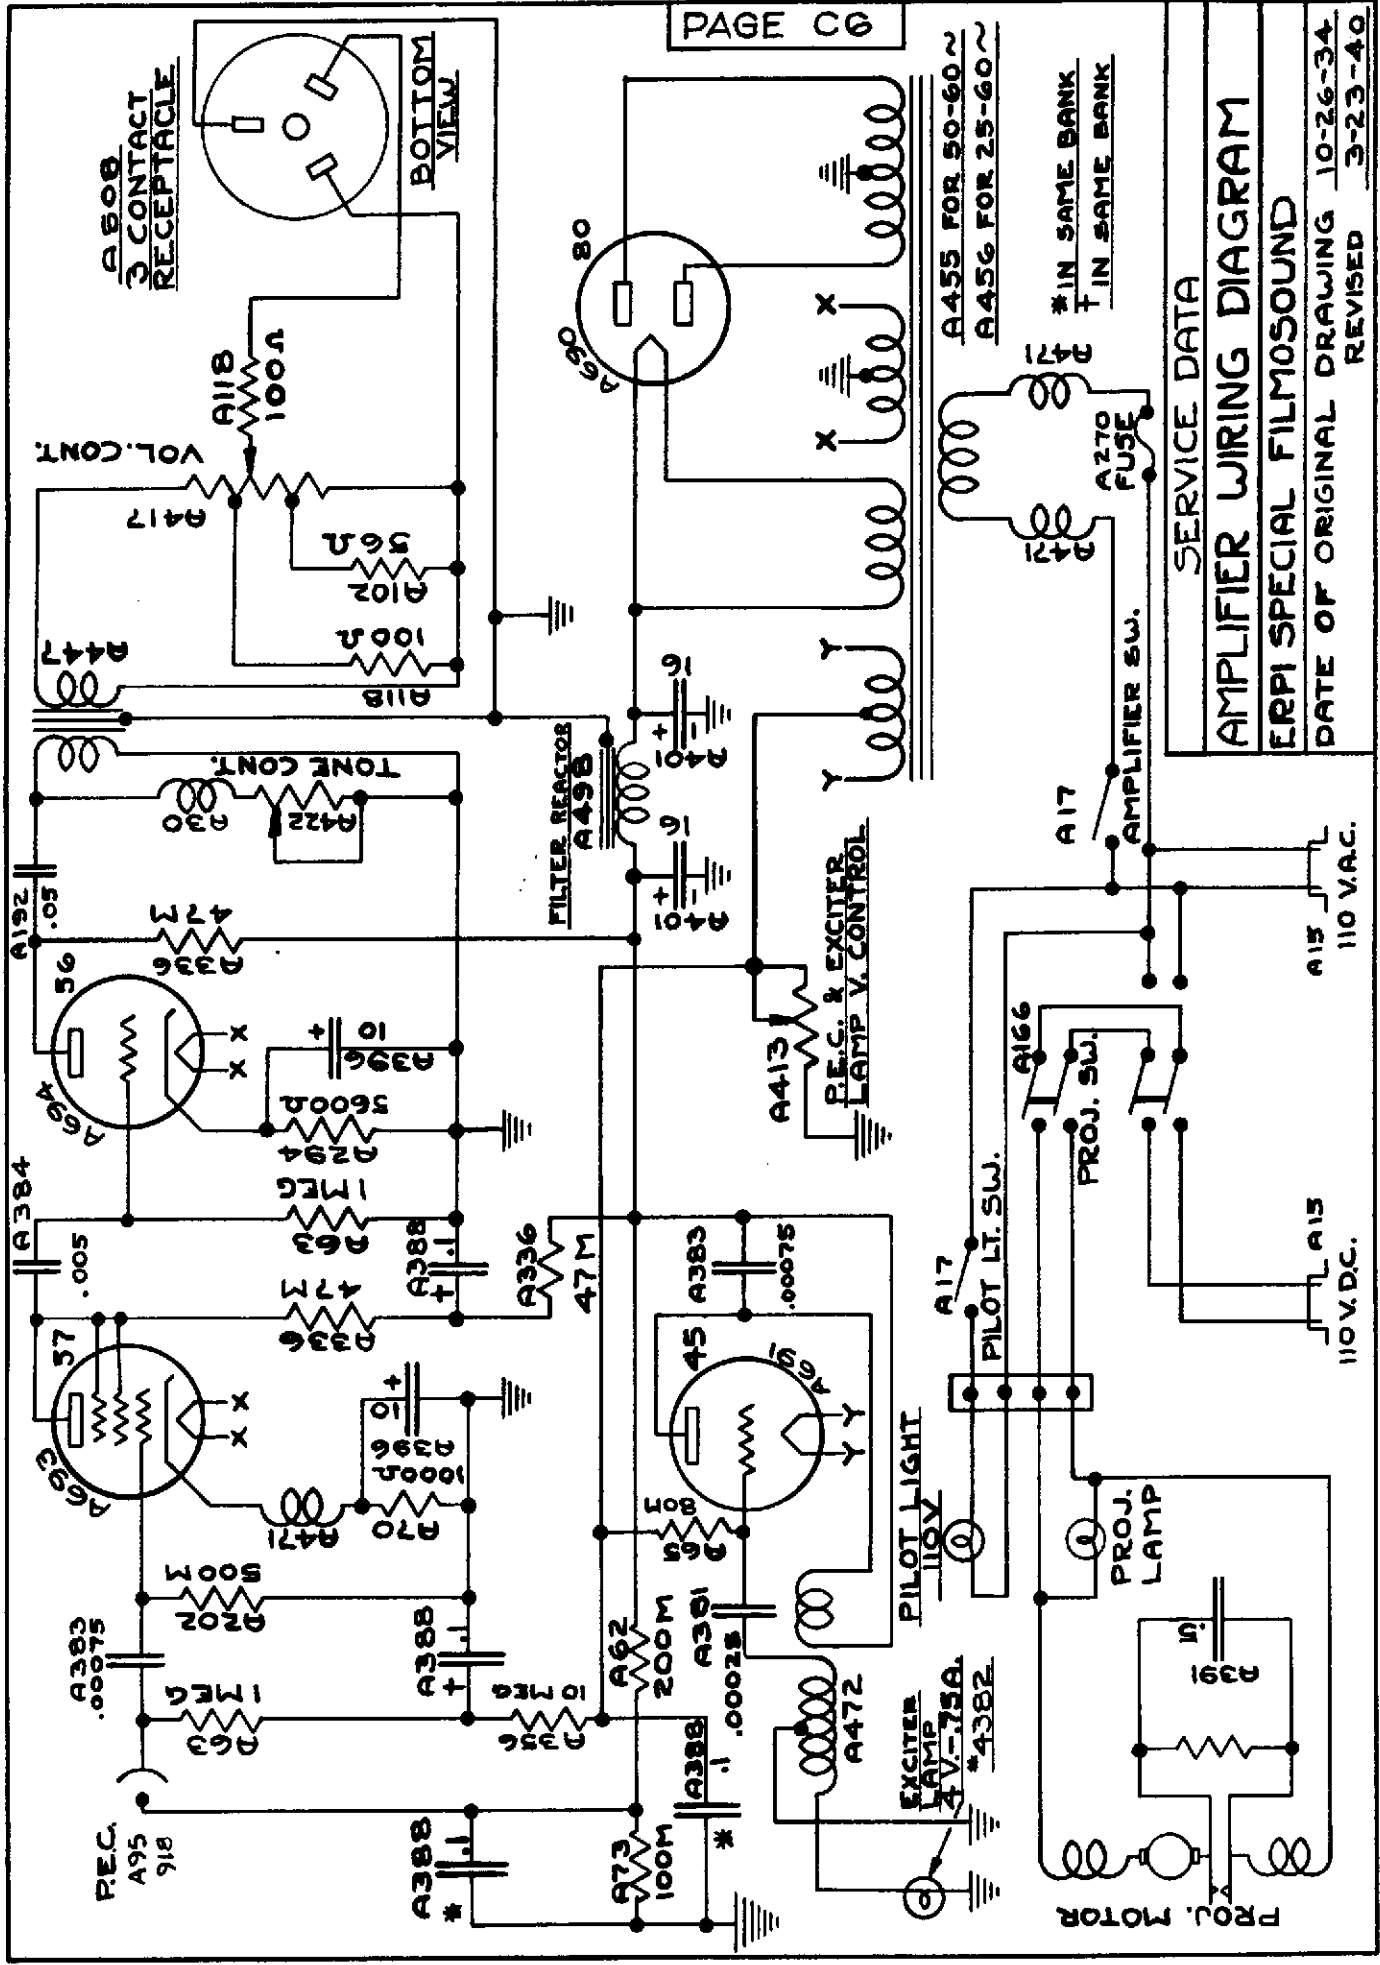 PAGE C6
A608
3 CONTACT
RECEPTACLE
BOTTOM
VIEW
A118
100Ω
VOL. CONT.
A417
56Ω
A102
100Ω
A118
A447
TONE CONT.
A30
A422
A192
.05
47M
A336
56
A694
10
+
A396
5600Ω
A294
A384
.005
1 MEG
A63
A388
.1
+
47M
A336
A336
47M
57
A693
X X
X X
10
+
A396
1000Ω
A70
A471
500M
A202
A383
.00075
1 MEG
A63
A388
.1
+
10 MEG
A356
P.E.C.
A95
918
A388
.1
*
A73
100M
A388
.1
*
A62
200M
80
A690
FILTER REACTOR
A498
16
+
-
A401
16
+
-
A401
X X
Y Y
A455 FOR 50-60~
A456 FOR 25-60~
* IN SAME BANK
† IN SAME BANK
A471
A270
FUSE
A471
A413
P.E.C. & EXCITER
LAMP V. CONTROL
A383
.00075
45
A691
Y Y
A65
A381
.00025
A472
EXCITER
LAMP
4 V.-.75A.
*4382
A17
AMPLIFIER SW.
A17
PILOT LT. SW.
A166
PROJ. SW.
A15
110 V.A.C.
A15
110 V.D.C.
PILOT LIGHT
110V
PROJ.
LAMP
.5
A391
PROJ. MOTOR
SERVICE DATA
AMPLIFIER WIRING DIAGRAM
ERPI SPECIAL FILMOSOUND
DATE OF ORIGINAL DRAWING 10-26-34
REVISED 3-23-40